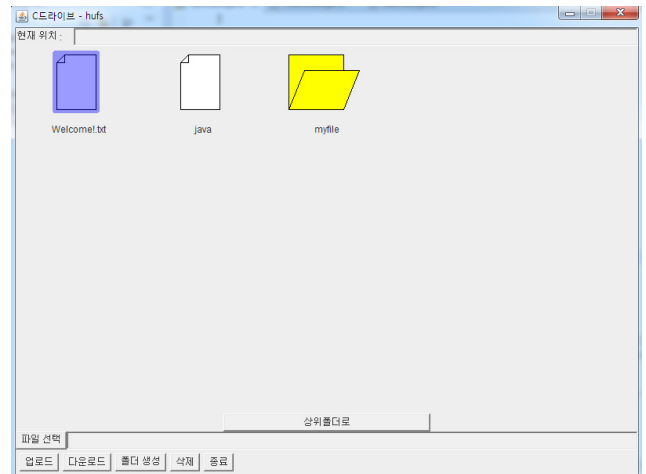 C드라이브 - hufs
현재 위치 :
Welcome!.txt java myfile
상위폴더로
파일 선택
업로드 다운로드 폴더 생성 삭제 종료